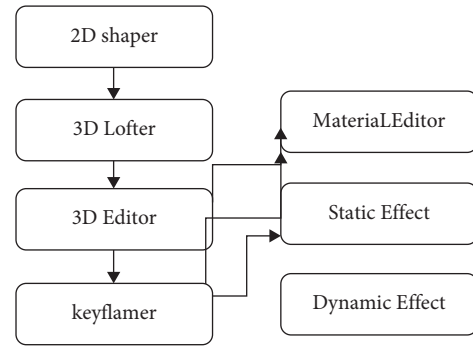 2D shaper
3D Lofter
3D Editor
keyflamer
MateriaLEditor
Static Effect
Dynamic Effect